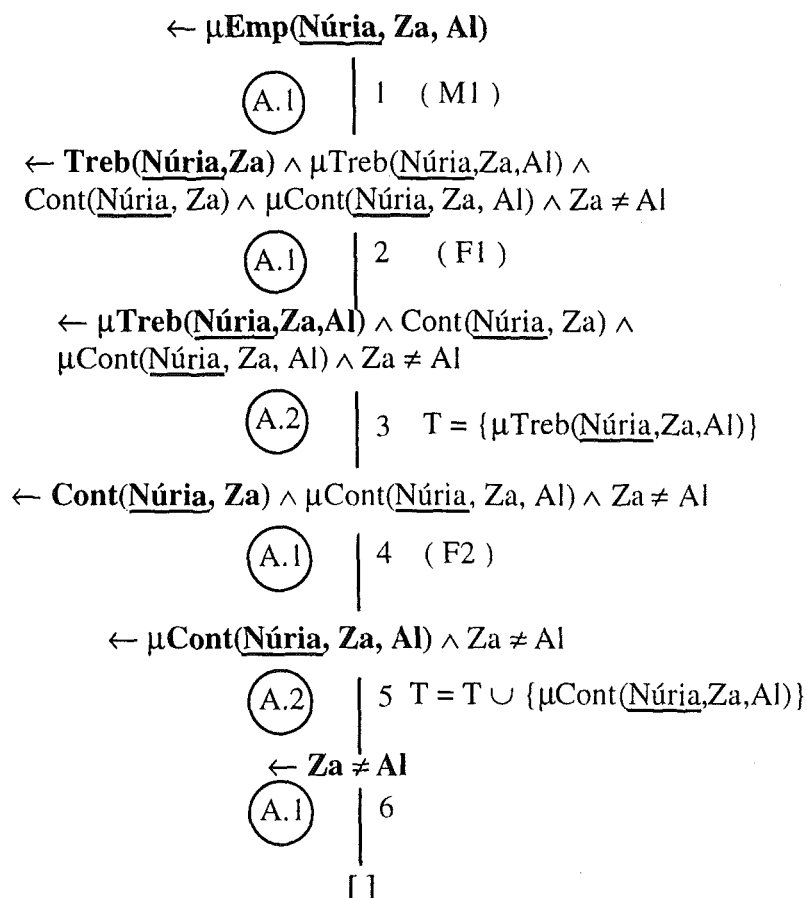 ← µEmp(Núria, Za, Al)
A.1 1 (M1)
← Treb(Núria,Za) ∧ µTreb(Núria,Za,Al) ∧
Cont(Núria, Za) ∧ µCont(Núria, Za, Al) ∧ Za ≠ Al
A.1 2 (F1)
← µTreb(Núria,Za,Al) ∧ Cont(Núria, Za) ∧
µCont(Núria, Za, Al) ∧ Za ≠ Al
A.2 3 T = {µTreb(Núria,Za,Al)}
← Cont(Núria, Za) ∧ µCont(Núria, Za, Al) ∧ Za ≠ Al
A.1 4 (F2)
← µCont(Núria, Za, Al) ∧ Za ≠ Al
A.2 5 T = T ∪ {µCont(Núria,Za,Al)}
← Za ≠ Al
A.1 6
[]